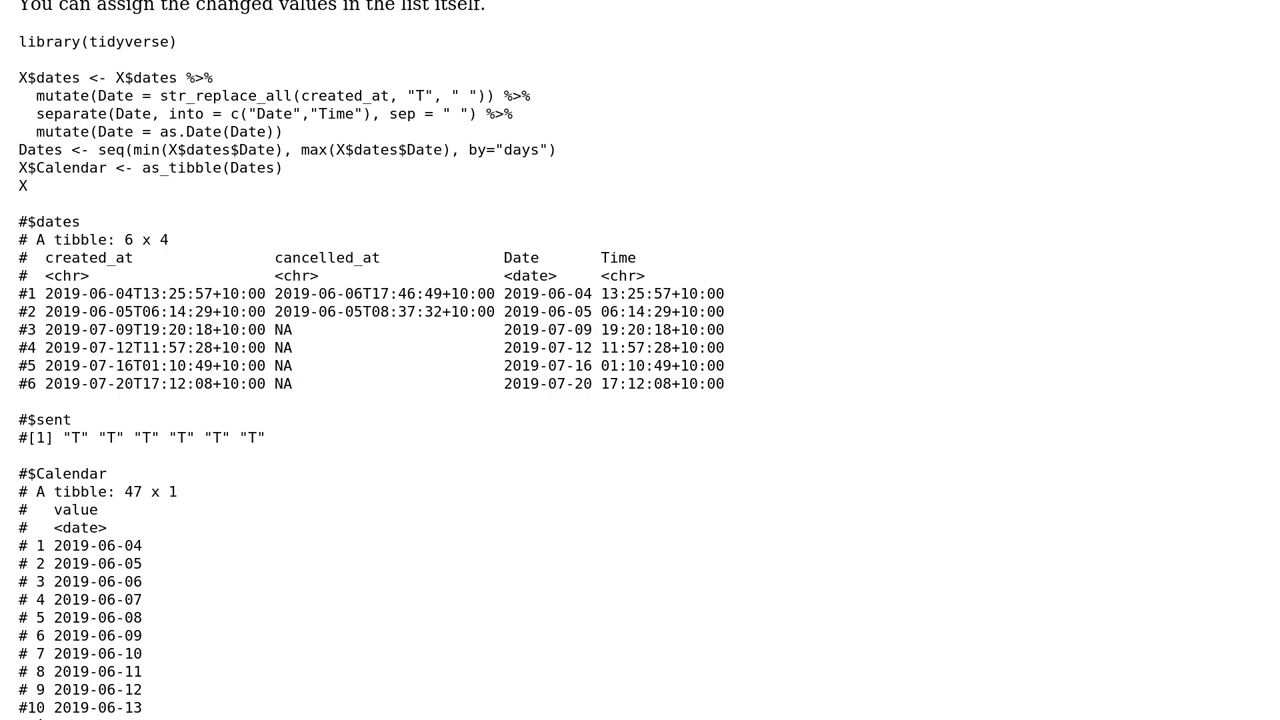 You can assign the changed values in the list itself.
library(tidyverse)
X$dates <- X$dates %>%
  mutate(Date = str_replace_all(created_at, "T", " ")) %>%
  separate(Date, into = c("Date","Time"), sep = " ") %>%
  mutate(Date = as.Date(Date))
Dates <- seq(min(X$dates$Date), max(X$dates$Date), by="days")
X$Calendar <- as_tibble(Dates)
X
#$dates
# A tibble: 6 x 4
#  created_at                cancelled_at              Date       Time
#  <chr>                     <chr>                     <date>     <chr>
#1 2019-06-04T13:25:57+10:00 2019-06-06T17:46:49+10:00 2019-06-04 13:25:57+10:00
#2 2019-06-05T06:14:29+10:00 2019-06-05T08:37:32+10:00 2019-06-05 06:14:29+10:00
#3 2019-07-09T19:20:18+10:00 NA                        2019-07-09 19:20:18+10:00
#4 2019-07-12T11:57:28+10:00 NA                        2019-07-12 11:57:28+10:00
#5 2019-07-16T01:10:49+10:00 NA                        2019-07-16 01:10:49+10:00
#6 2019-07-20T17:12:08+10:00 NA                        2019-07-20 17:12:08+10:00
#$sent
#[1] "T" "T" "T" "T" "T" "T"
#$Calendar
# A tibble: 47 x 1
#   value
#   <date>
# 1 2019-06-04
# 2 2019-06-05
# 3 2019-06-06
# 4 2019-06-07
# 5 2019-06-08
# 6 2019-06-09
# 7 2019-06-10
# 8 2019-06-11
# 9 2019-06-12
#10 2019-06-13